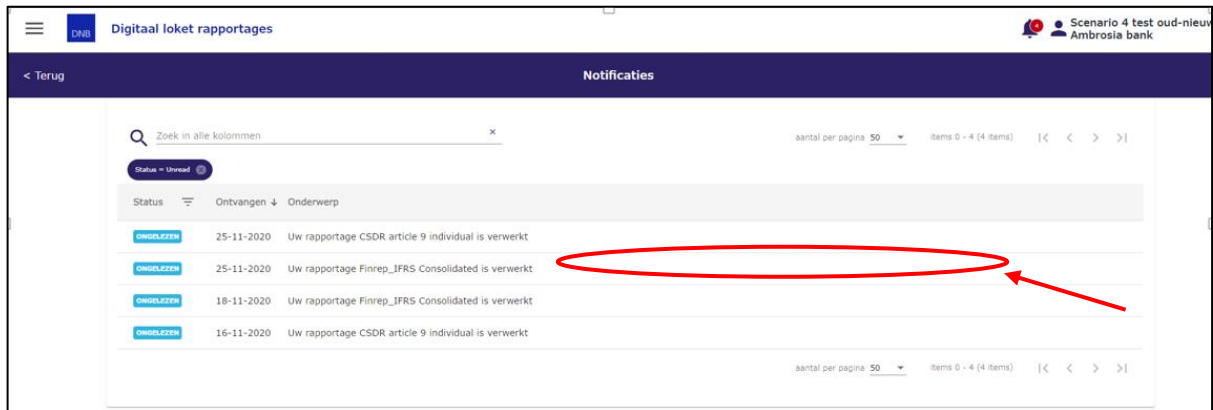 DNB Digitaal loket rapportages
4
Scenario 4 test oud-nieuw
Ambrosia bank
< Terug Notificaties
Zoek in alle kolommen × aantal per pagina 50 items 0 - 4 (4 items) |< < > >|
Status = Unread
Status Ontvangen ↓ Onderwerp
ONGELEZEN 25-11-2020 Uw rapportage CSDR article 9 individual is verwerkt
ONGELEZEN 25-11-2020 Uw rapportage Finrep_IFRS Consolidated is verwerkt
ONGELEZEN 18-11-2020 Uw rapportage Finrep_IFRS Consolidated is verwerkt
ONGELEZEN 16-11-2020 Uw rapportage CSDR article 9 individual is verwerkt
aantal per pagina 50 items 0 - 4 (4 items) |< < > >|